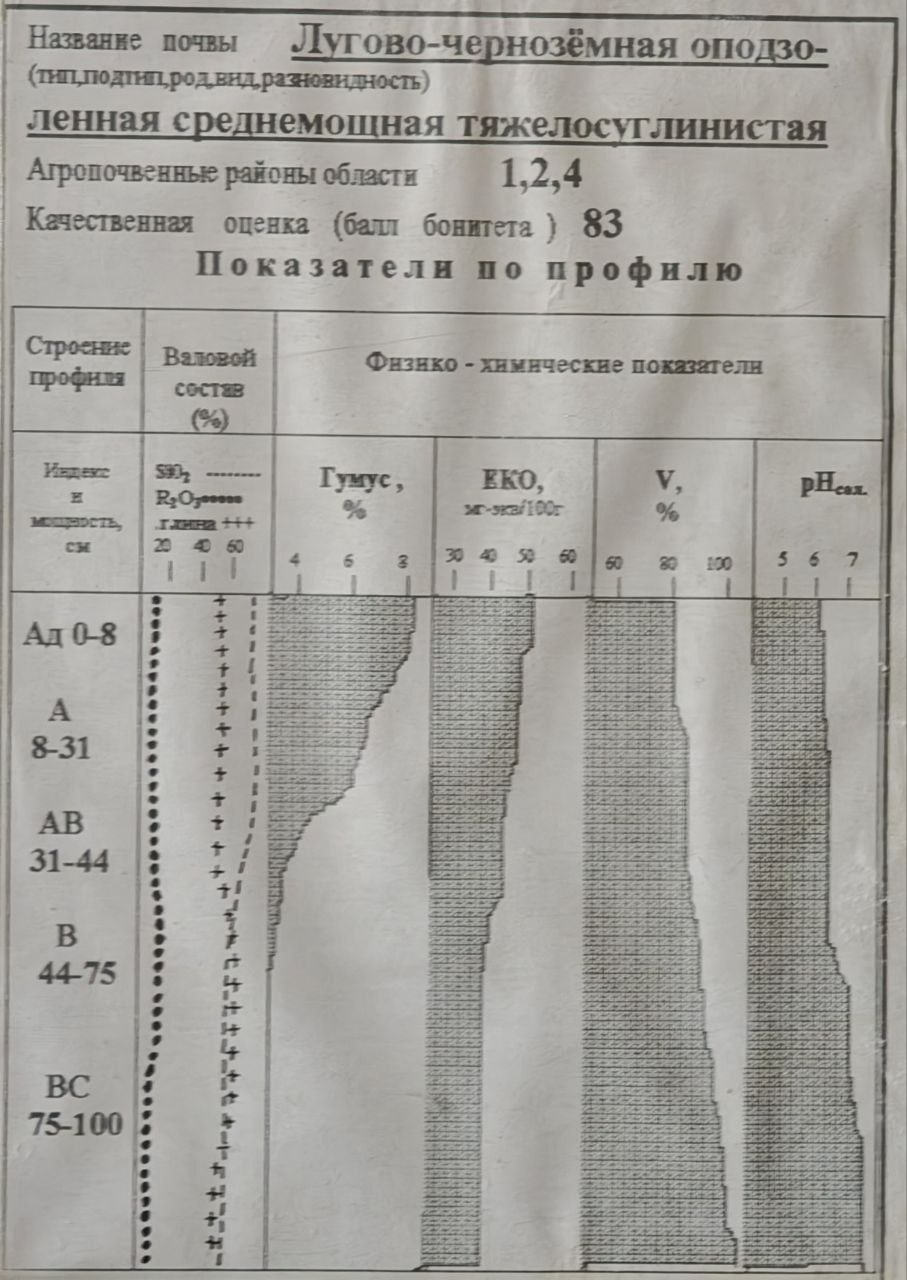 Название почвы Лугово-чернозёмная оподзо-
(тип,подтип,род,вид,разновидность)
ленная среднемощная тяжелосуглинистая
Агропочвенные районы области 1,2,4
Качественная оценка (балл бонитета ) 83
Показатели по профилю
Строение
профиля
Валовой
состав
(%)
Физико - химические показатели
Индекс
и
мощность,
см
SiO₂ --------
R₂O₃•••••
.глина +++
20 40 60
Гумус,
%
4 6 8
ЕКО,
мг-экв/100г
30 40 50 60
V,
%
60 80 100
pHсол.
5 6 7
Ад 0-8
А
8-31
АВ
31-44
В
44-75
ВС
75-100